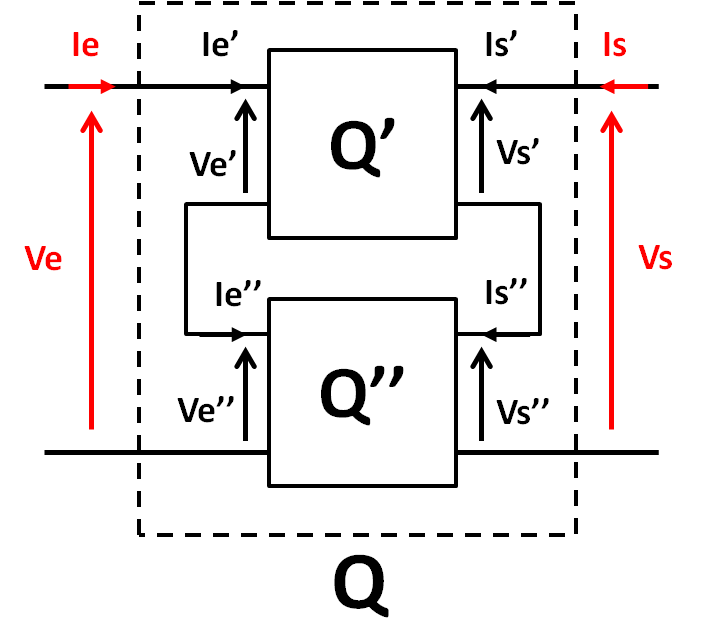 Ie Ie’ Is’ Is
Q’
Ve’ Vs’
Ve Vs
Ie’’ Is’’
Q’’
Ve’’ Vs’’
Q